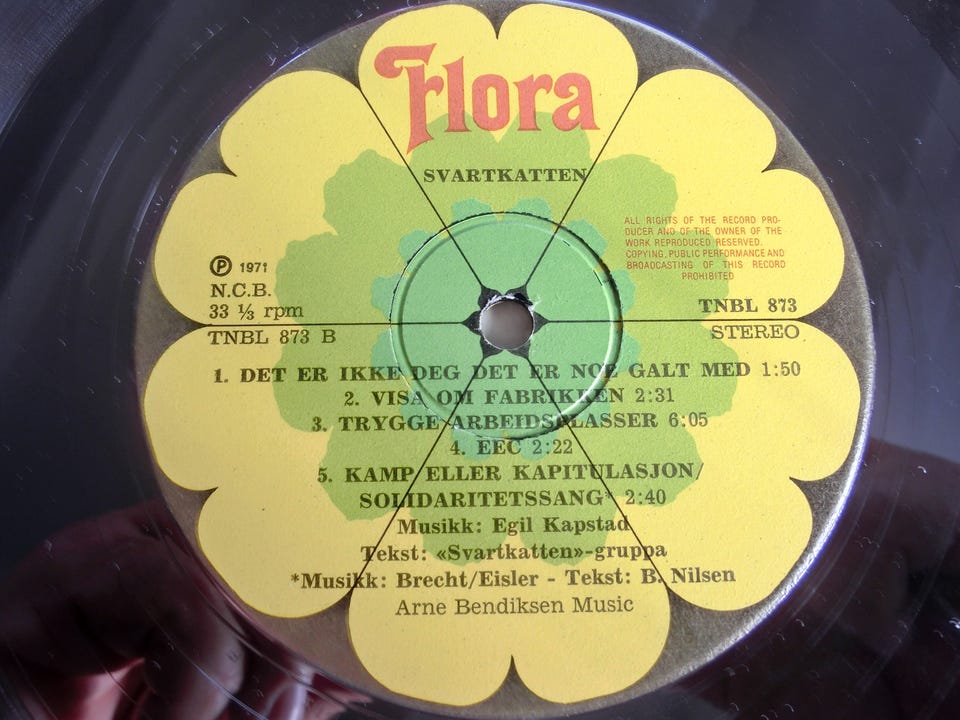 Flora
SVARTKATTEN
ALL RIGHTS OF THE RECORD PRO-
DUCER AND OF THE OWNER OF THE
WORK REPRODUCED RESERVED.
COPYING, PUBLIC PERFORMANCE AND
BROADCASTING OF THIS RECORD
PROHIBITED
Ⓟ 1971
N.C.B.
33 ⅓ rpm
TNBL 873
TNBL 873 B
STEREO
1. DET ER IKKE DEG DET ER NOE GALT MED 1:50
2. VISA OM FABRIKKEN 2:31
3. TRYGGE ARBEIDSPLASSER 6:05
4. EEC 2:22
5. KAMP ELLER KAPITULASJON/
SOLIDARITETSSANG* 2:40
Musikk: Egil Kapstad
Tekst: «Svartkatten»-gruppa
*Musikk: Brecht/Eisler - Tekst: B. Nilsen
Arne Bendiksen Music